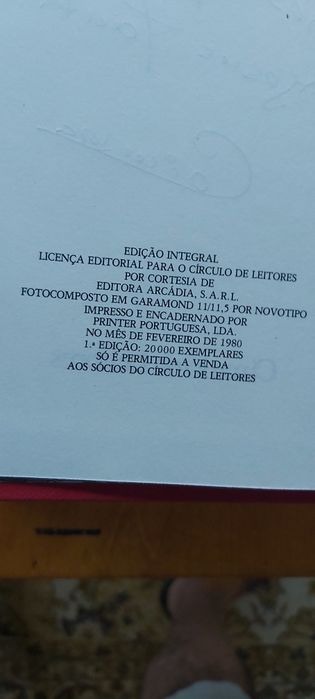 EDIÇÃO INTEGRAL
LICENÇA EDITORIAL PARA O CÍRCULO DE LEITORES
POR CORTESIA DE
EDITORA ARCÁDIA, S.A.R.L.
FOTOCOMPOSTO EM GARAMOND 11/11,5 POR NOVOTIPO
IMPRESSO E ENCADERNADO POR
PRINTER PORTUGUESA, LDA.
NO MÊS DE FEVEREIRO DE 1980
1.ª EDIÇÃO: 20 000 EXEMPLARES
SÓ É PERMITIDA A VENDA
AOS SÓCIOS DO CÍRCULO DE LEITORES